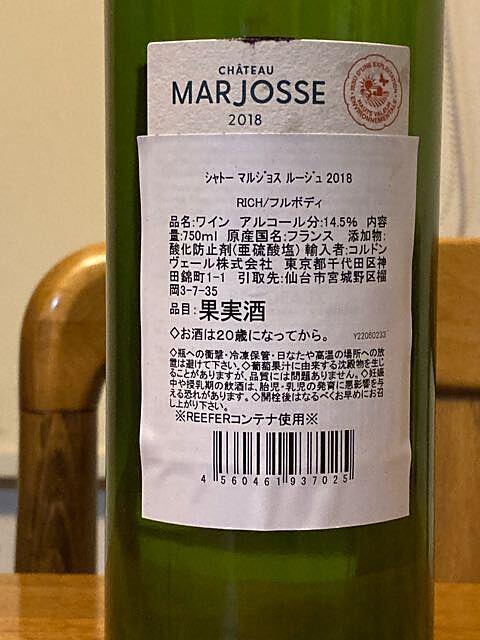 CHÂTEAU
MARJOSSE
2018
ISSU D'UNE EXPLOITATION
HAUTE VALEUR
ENVIRONNEMENTALE
シャトー マルジョス ルージュ 2018
RICH/フルボディ
品名:ワイン アルコール分:14.5% 内容
量:750ml 原産国名:フランス 添加物:
酸化防止剤(亜硫酸塩) 輸入者:コルドン
ヴェール株式会社 東京都千代田区神
田錦町1-1 引取先:仙台市宮城野区福
岡3-7-35
品目:果実酒
◇お酒は20歳になってから。 Y22060233
◇瓶への衝撃・冷凍保管・日なたや高温の場所への放
置は避けて下さい。◇葡萄果汁に由来する沈殿物を生じ
ることがありますが、品質には問題ありません。◇妊娠
中や授乳期の飲酒は、胎児・乳児の発育に悪影響を与
える恐れがあります。◇開栓後はなるべくお早めにお召
し上がり下さい。
※REEFERコンテナ使用※
4 560461 937025